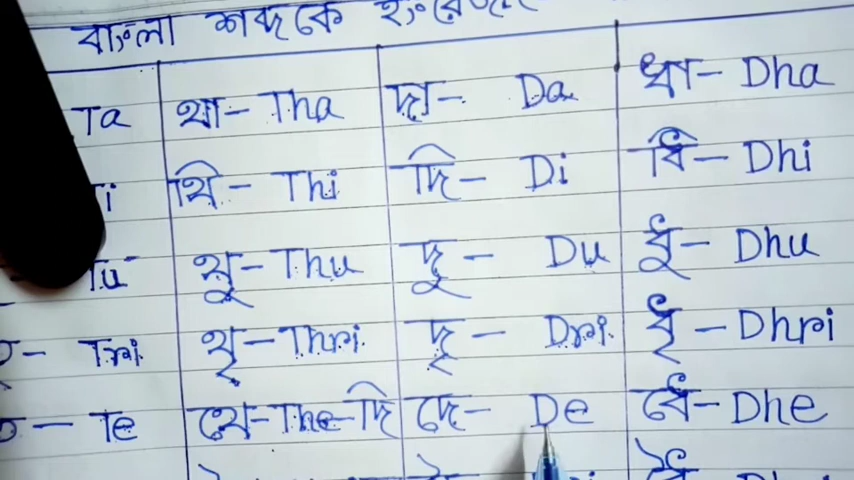 বাংলা শব্দকে
Ta থা- Tha দা- Da ধা- Dha
i থি - Thi দি- Di ধি- Dhi
Tu থু- Thu দু - Du ধু- Dhu
- Tri থৃ-Thri দৃ - Dri ধৃ - Dhri
- Te থে-The-দি দে- De ধে- Dhe